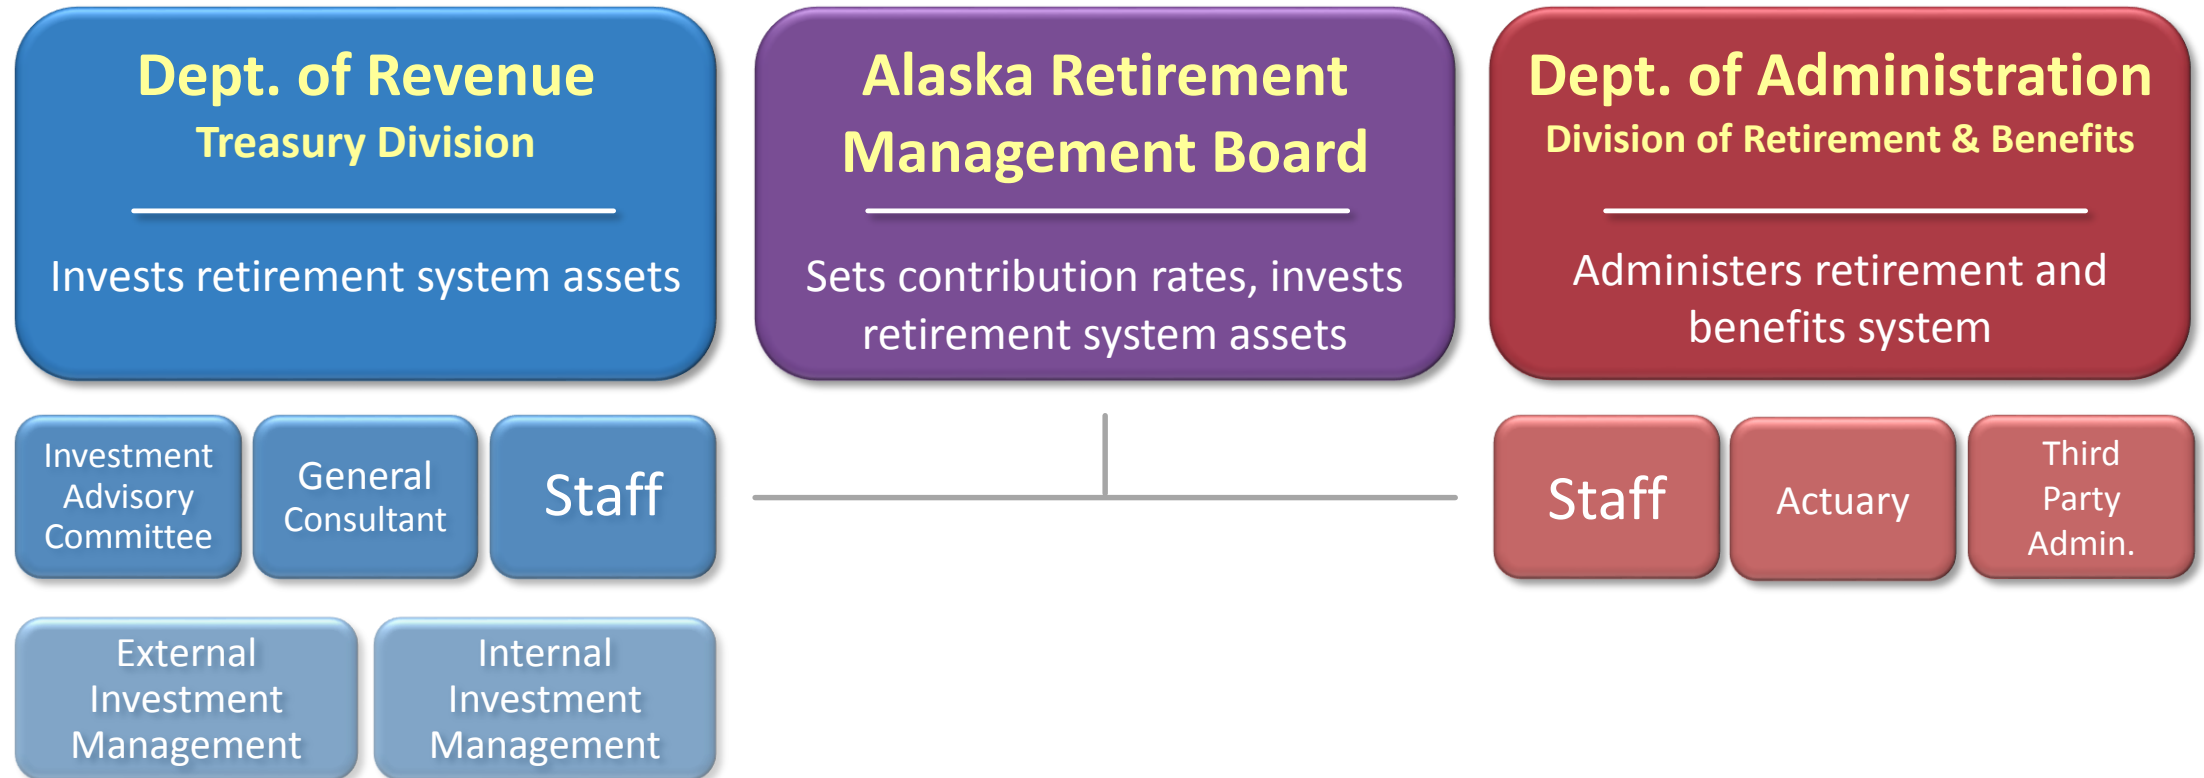 Dept. of Revenue
Treasury Division
Invests retirement system assets
Alaska Retirement
Management Board
Sets contribution rates, invests
retirement system assets
Dept. of Administration
Division of Retirement & Benefits
Administers retirement and
benefits system
Investment
Advisory
Committee
General
Consultant
Staff
Staff
Actuary
Third
Party
Admin.
External
Investment
Management
Internal
Investment
Management